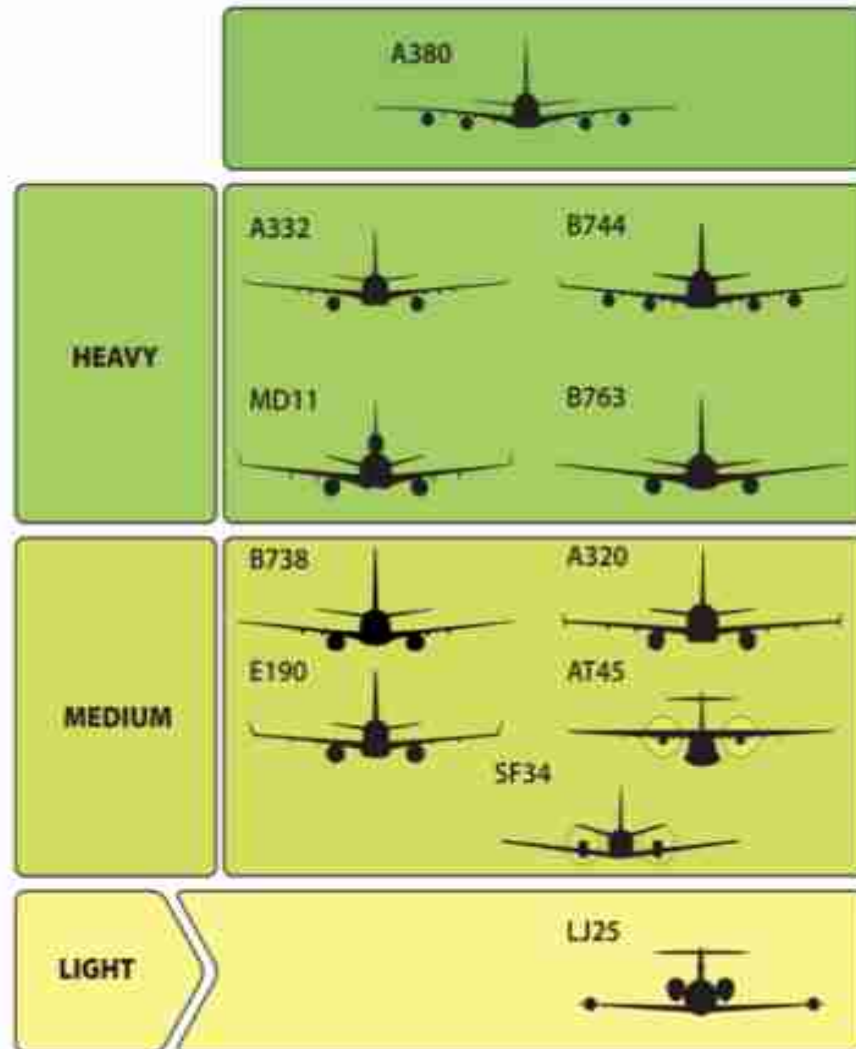 A380
A332 B744
HEAVY
MD11 B763
B738 A320
E190 AT45
MEDIUM
SF34
LJ25
LIGHT